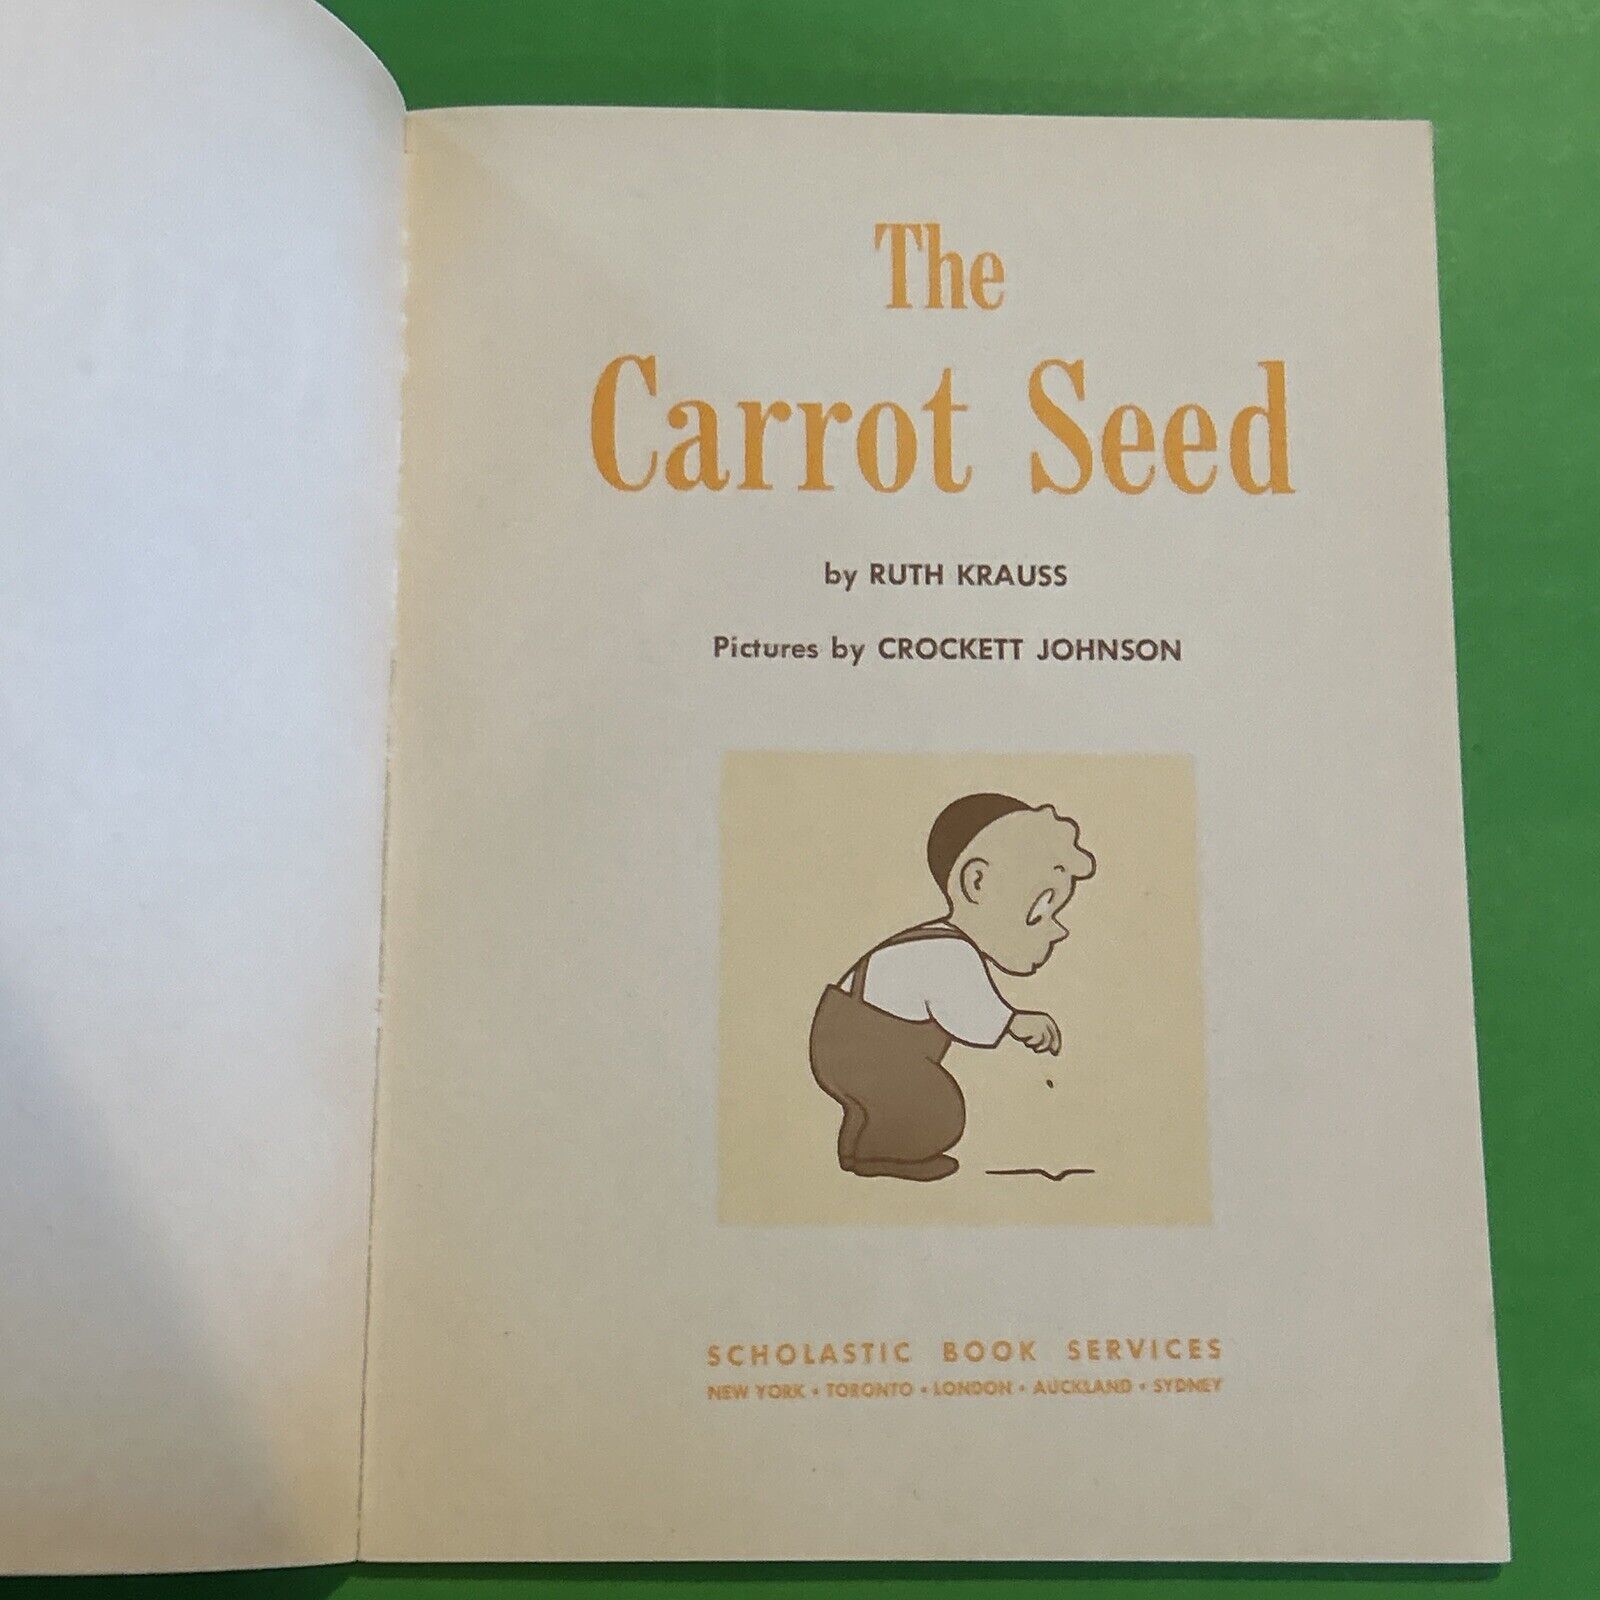 The
Carrot Seed
by RUTH KRAUSS
Pictures by CROCKETT JOHNSON
SCHOLASTIC BOOK SERVICES
NEW YORK • TORONTO • LONDON • AUCKLAND • SYDNEY